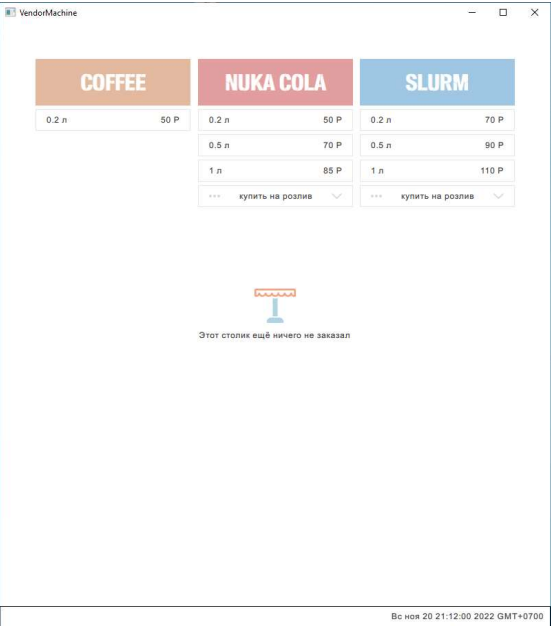 VendorMachine
COFFEE
0.2 л 50 Р
NUKA COLA
0.2 л 50 Р
0.5 л 70 Р
1 л 85 Р
купить на розлив
SLURM
0.2 л 70 Р
0.5 л 90 Р
1 л 110 Р
купить на розлив
Этот столик ещё ничего не заказал
Вс ноя 20 21:12:00 2022 GMT+0700